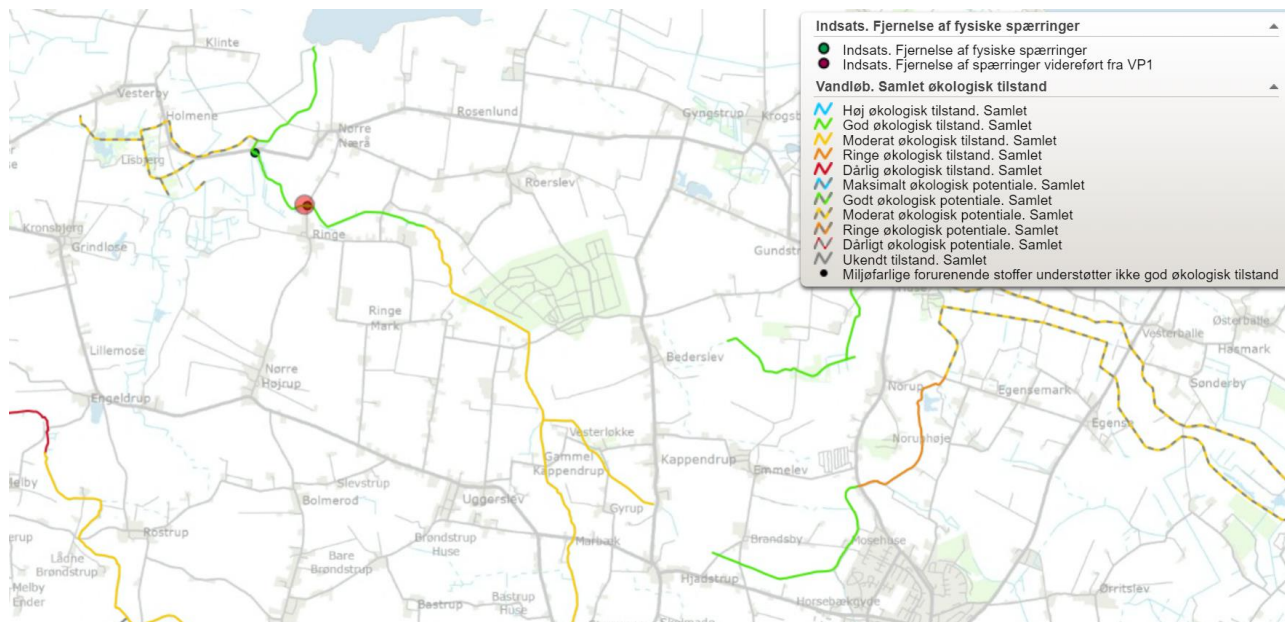 Indsats. Fjernelse af fysiske spærringer
Indsats. Fjernelse af fysiske spærringer
Indsats. Fjernelse af spærringer videreført fra VP1
Vandløb. Samlet økologisk tilstand
Høj økologisk tilstand. Samlet
God økologisk tilstand. Samlet
Moderat økologisk tilstand. Samlet
Ringe økologisk tilstand. Samlet
Dårlig økologisk tilstand. Samlet
Maksimalt økologisk potentiale. Samlet
Godt økologisk potentiale. Samlet
Moderat økologisk potentiale. Samlet
Ringe økologisk potentiale. Samlet
Dårligt økologisk potentiale. Samlet
Ukendt tilstand. Samlet
Miljøfarlige forurenende stoffer understøtter ikke god økologisk tilstand
Klinte
Vesterby
Holmene
Rosenlund
Gyngstrup
Krogsb
Nørre
Nærå
Lisbjerg
Roerslev
Kronsbjerg
Grindløse
Ringe
Gundst
Ringe
Mark
Vesterballe
Østerballe
Hasmark
Lillemose
Bederslev
Nørre
Højrup
Norup
Egensemark
Sønderby
Engeldrup
Egense
Vesterløkke
Noruphøje
Gammel
Kappendrup
Kappendrup
Emmelev
Melby
Slevstrup
Bolmerod
Uggerslev
Gyrup
Rostrup
Brøndstrup
Huse
Marbæk
Brandsby
Mosehuse
Lådne
Brøndstrup
Bare
Brøndstrup
Hjadstrup
Melby
Ender
Bastrup
Bastrup
Huse
Horsebækgyde
Ørritslev